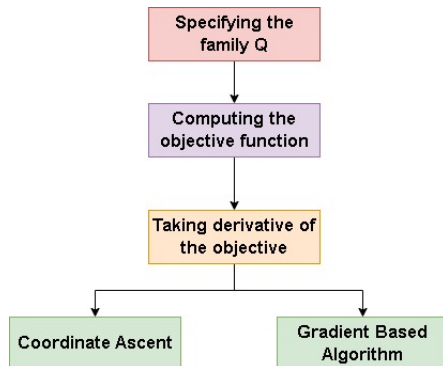 Specifying the
family Q
Computing the
objective function
Taking derivative of
the objective
Coordinate Ascent
Gradient Based
Algorithm